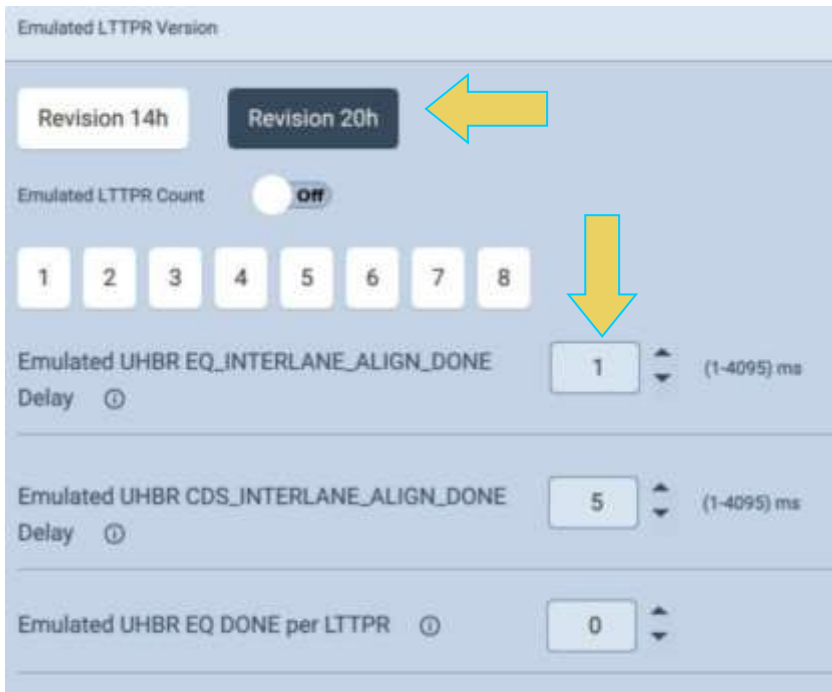 Emulated LTTPR Version
Revision 14h Revision 20h
Emulated LTTPR Count Off
1 2 3 4 5 6 7 8
Emulated UHBR EQ_INTERLANE_ALIGN_DONE 1 (1-4095) ms
Delay
Emulated UHBR CDS_INTERLANE_ALIGN_DONE 5 (1-4095) ms
Delay
Emulated UHBR EQ DONE per LTTPR 0